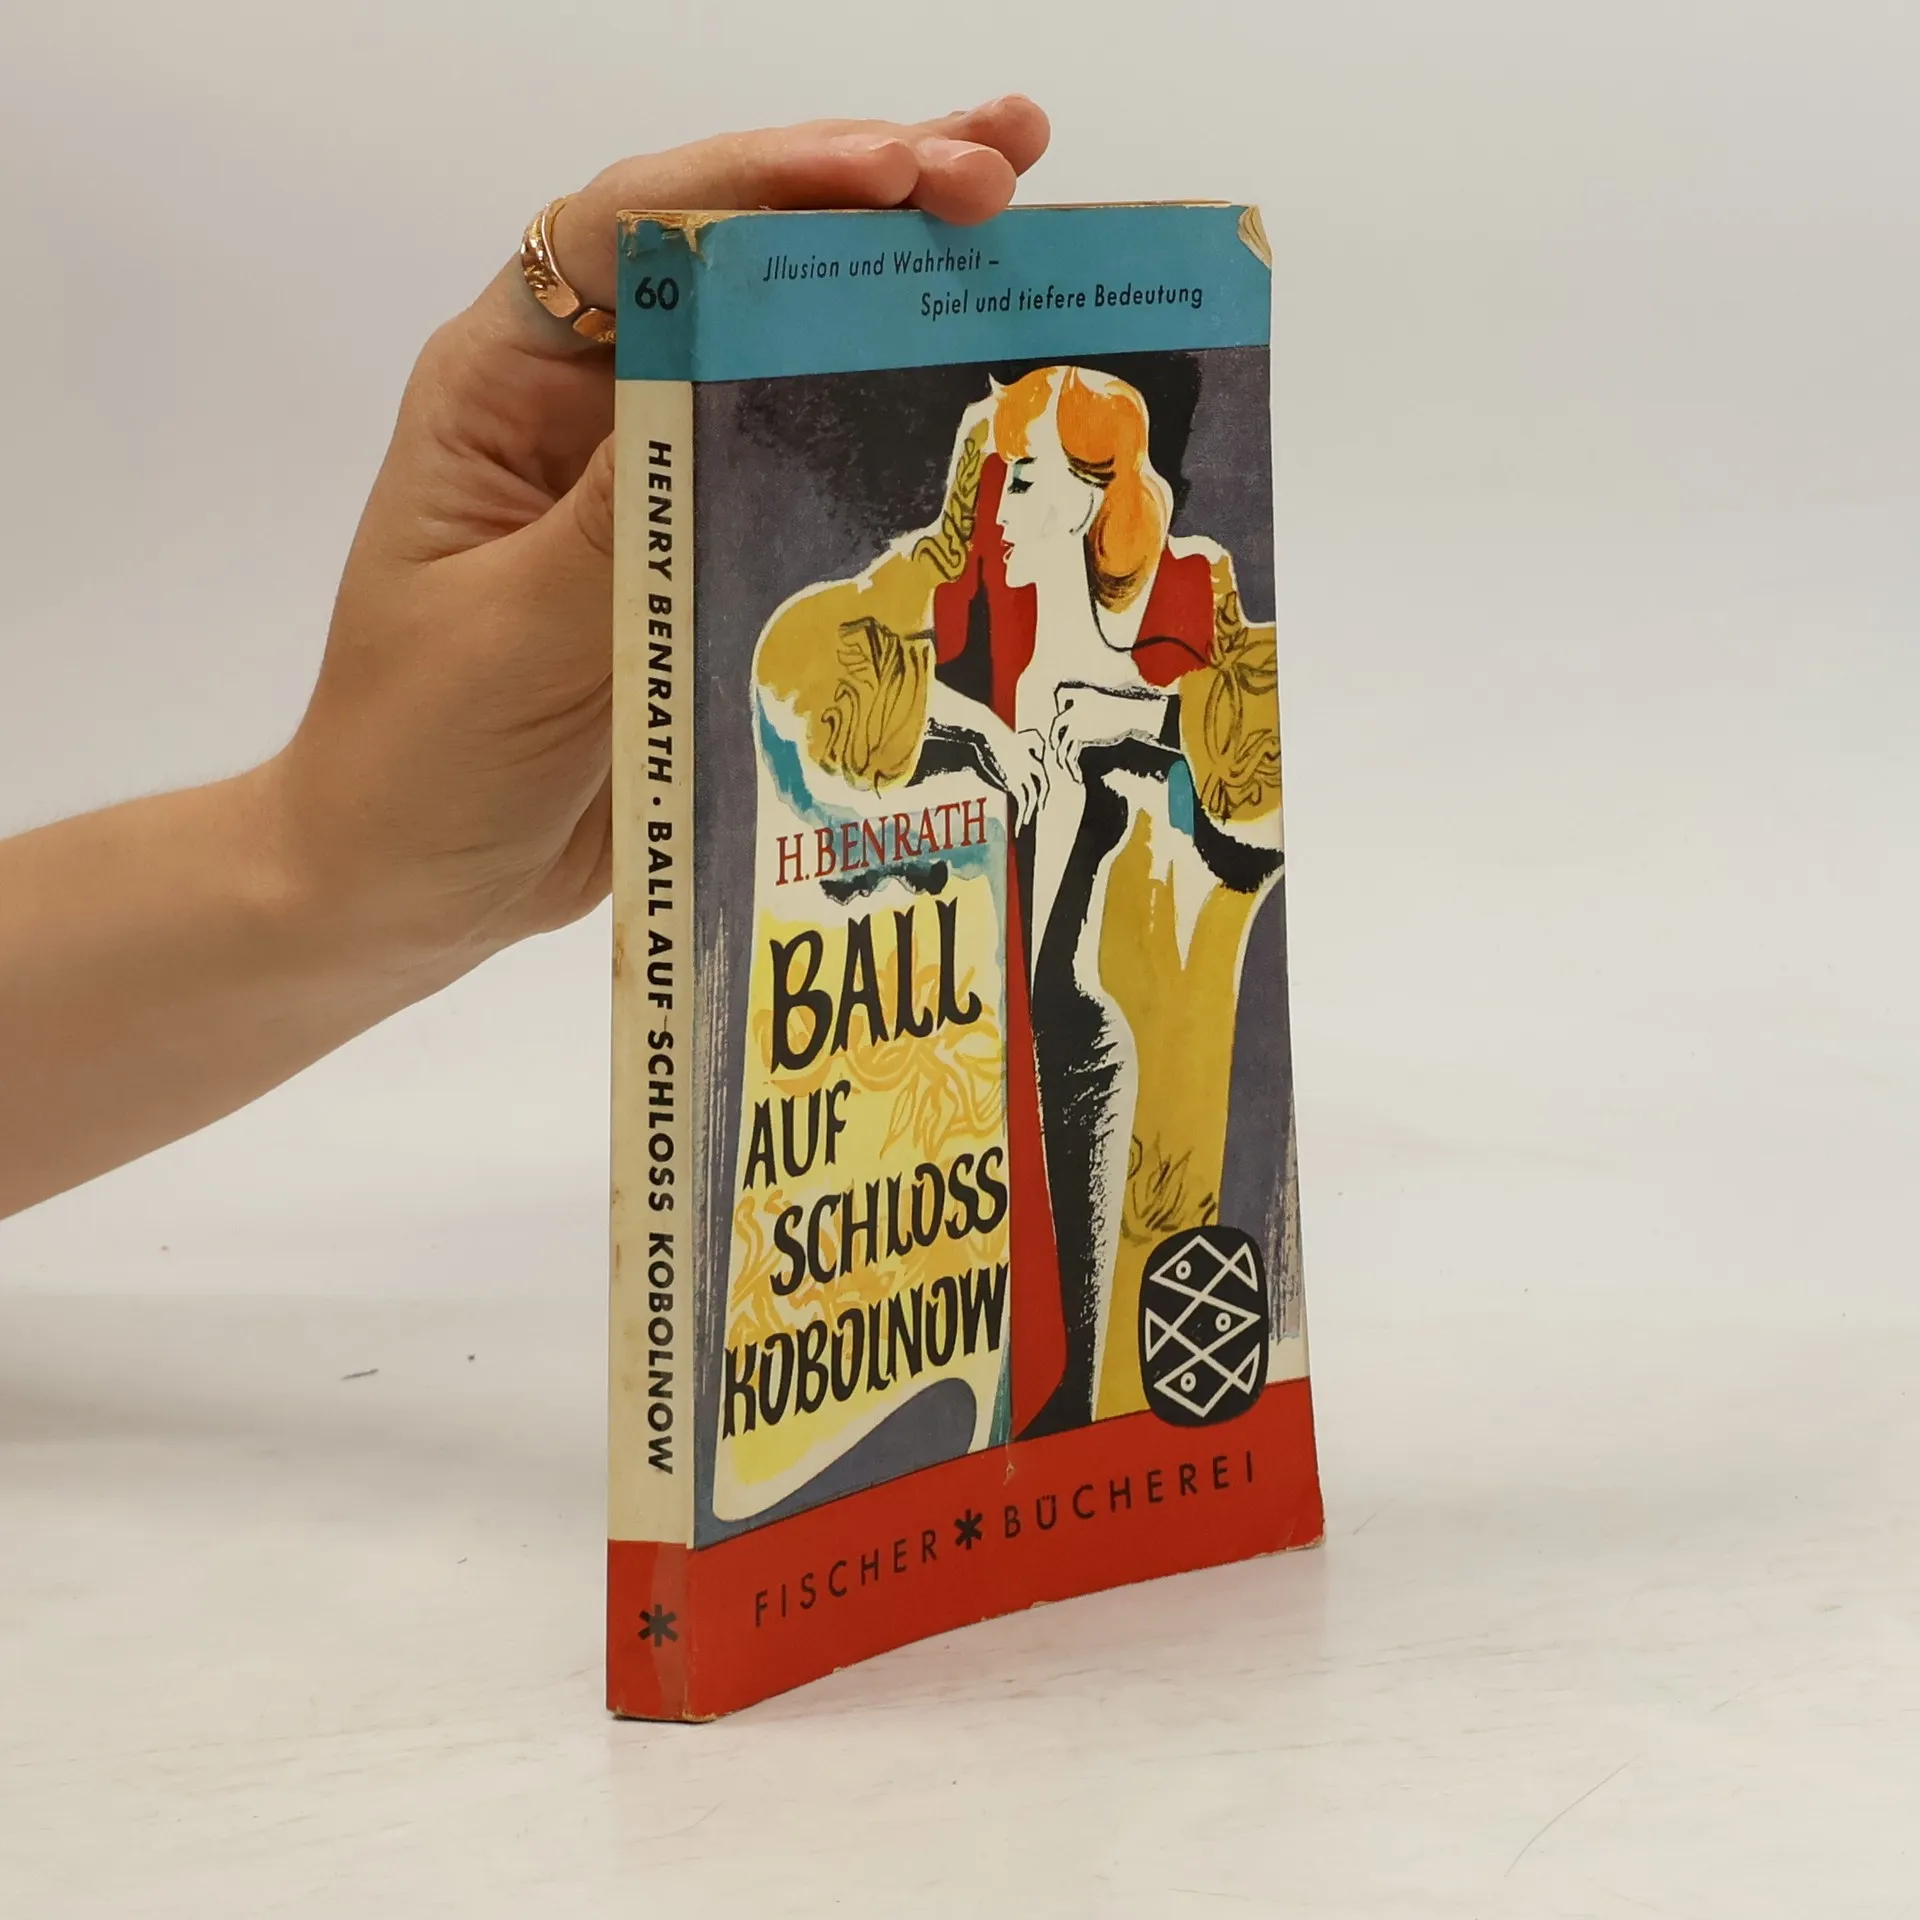 60
HENRY BENRATH · BALL AUF SCHLOSS KOBOLNOW
*
Jllusion und Wahrheit –
Spiel und tiefere Bedeutung
H. BENRATH
BALL
AUF
SCHLOSS
KOBOLNOW
FISCHER * BÜCHEREI